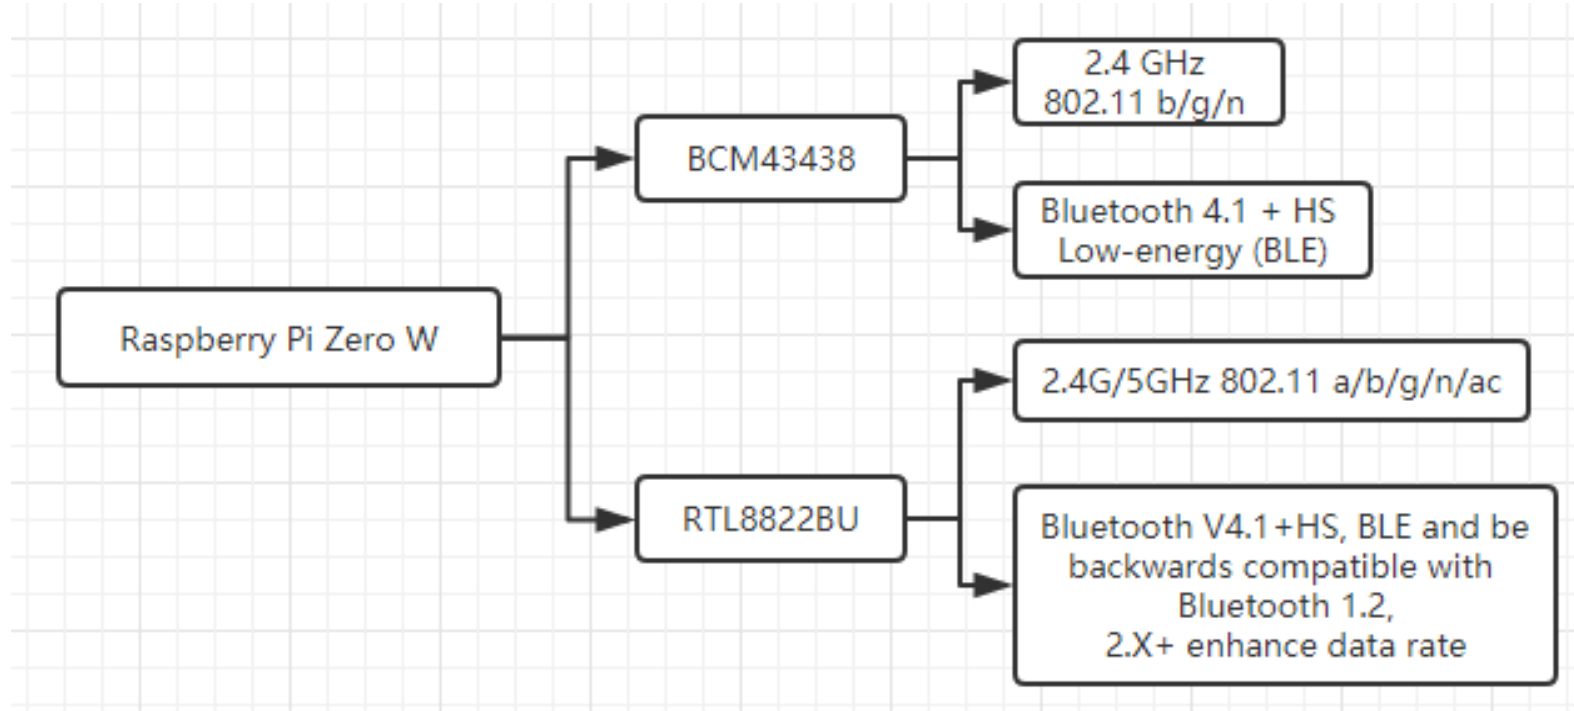 2.4 GHz
802.11 b/g/n
BCM43438
Bluetooth 4.1 + HS
Low-energy (BLE)
Raspberry Pi Zero W
2.4G/5GHz 802.11 a/b/g/n/ac
RTL8822BU
Bluetooth V4.1+HS, BLE and be
backwards compatible with
Bluetooth 1.2,
2.X+ enhance data rate